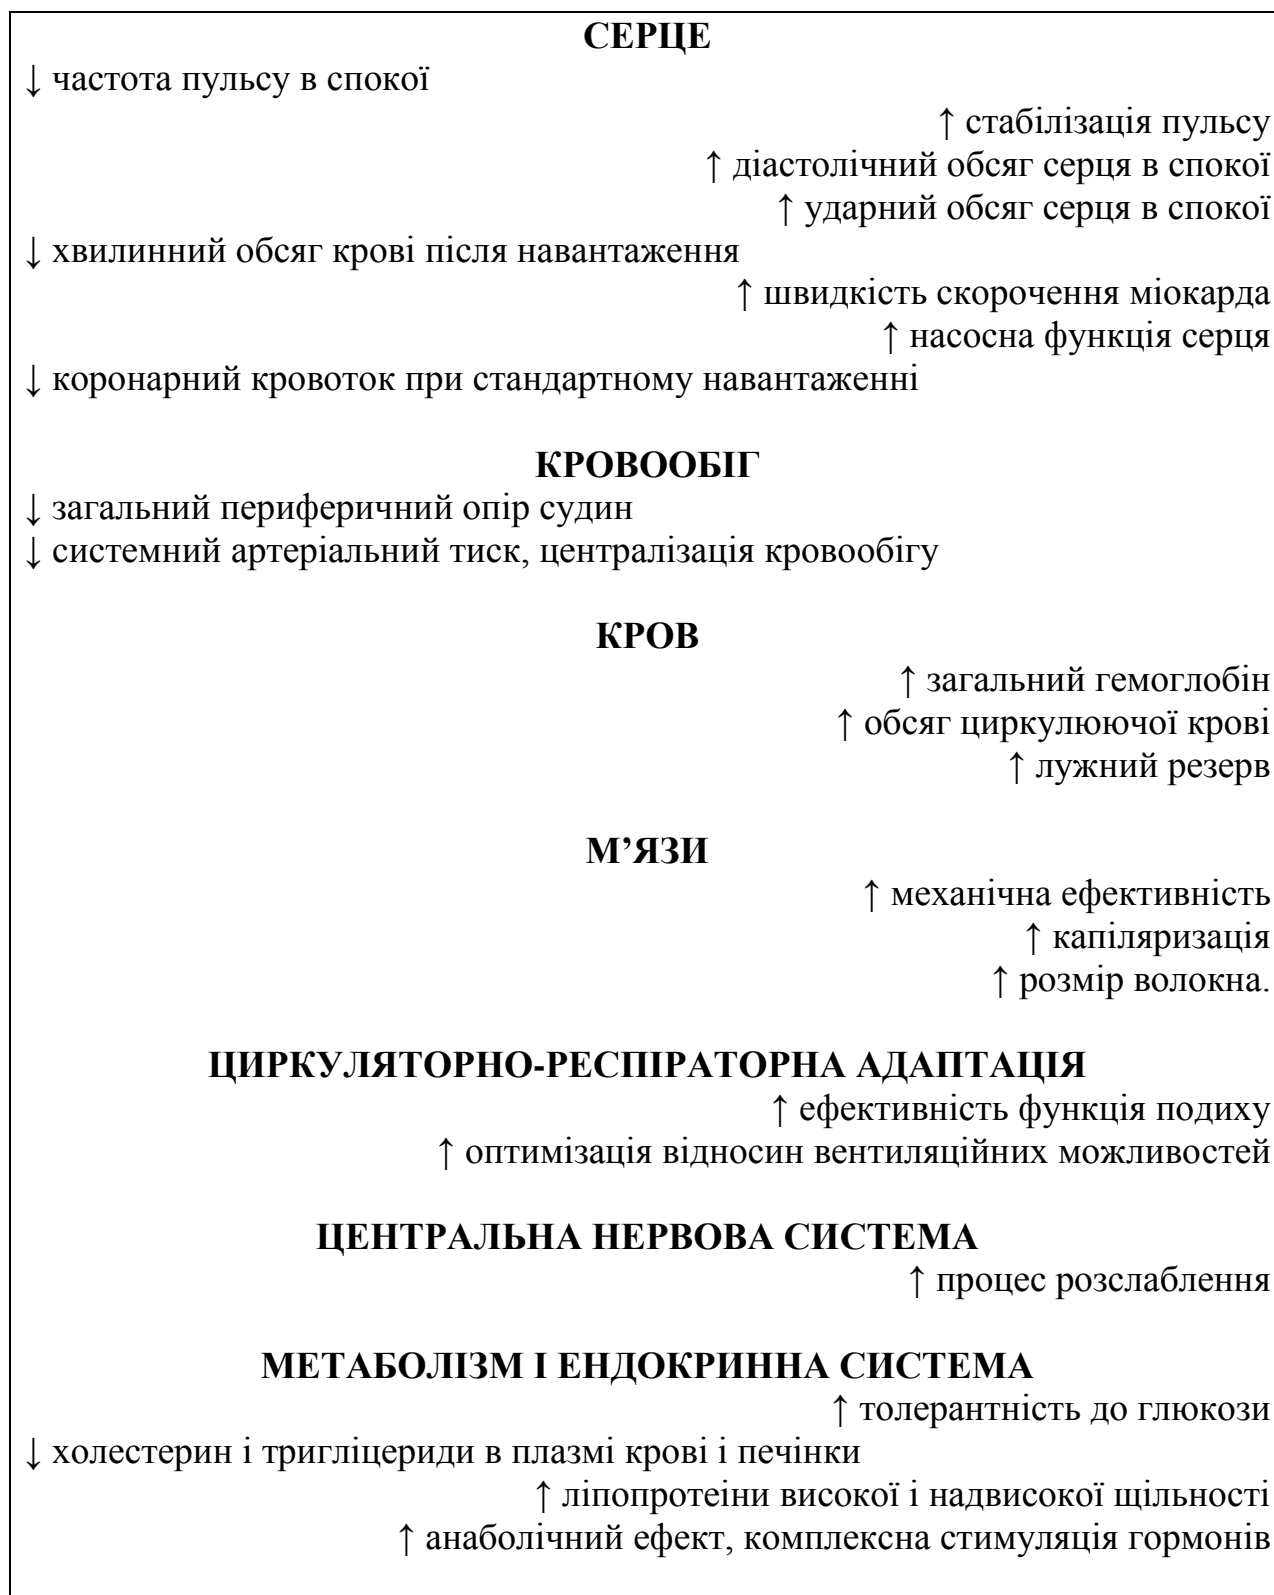 СЕРЦЕ
↓ частота пульсу в спокої
↑ стабілізація пульсу
↑ діастолічний обсяг серця в спокої
↑ ударний обсяг серця в спокої
↓ хвилинний обсяг крові після навантаження
↑ швидкість скорочення міокарда
↑ насосна функція серця
↓ коронарний кровоток при стандартному навантаженні
КРОВООБІГ
↓ загальний периферичний опір судин
↓ системний артеріальний тиск, централізація кровообігу
КРОВ
↑ загальний гемоглобін
↑ обсяг циркулюючої крові
↑ лужний резерв
М’ЯЗИ
↑ механічна ефективність
↑ капіляризація
↑ розмір волокна.
ЦИРКУЛЯТОРНО-РЕСПІРАТОРНА АДАПТАЦІЯ
↑ ефективність функція подиху
↑ оптимізація відносин вентиляційних можливостей
ЦЕНТРАЛЬНА НЕРВОВА СИСТЕМА
↑ процес розслаблення
МЕТАБОЛІЗМ І ЕНДОКРИННА СИСТЕМА
↑ толерантність до глюкози
↓ холестерин і тригліцериди в плазмі крові і печінки
↑ ліпопротеіни високої і надвисокої щільності
↑ анаболічний ефект, комплексна стимуляція гормонів